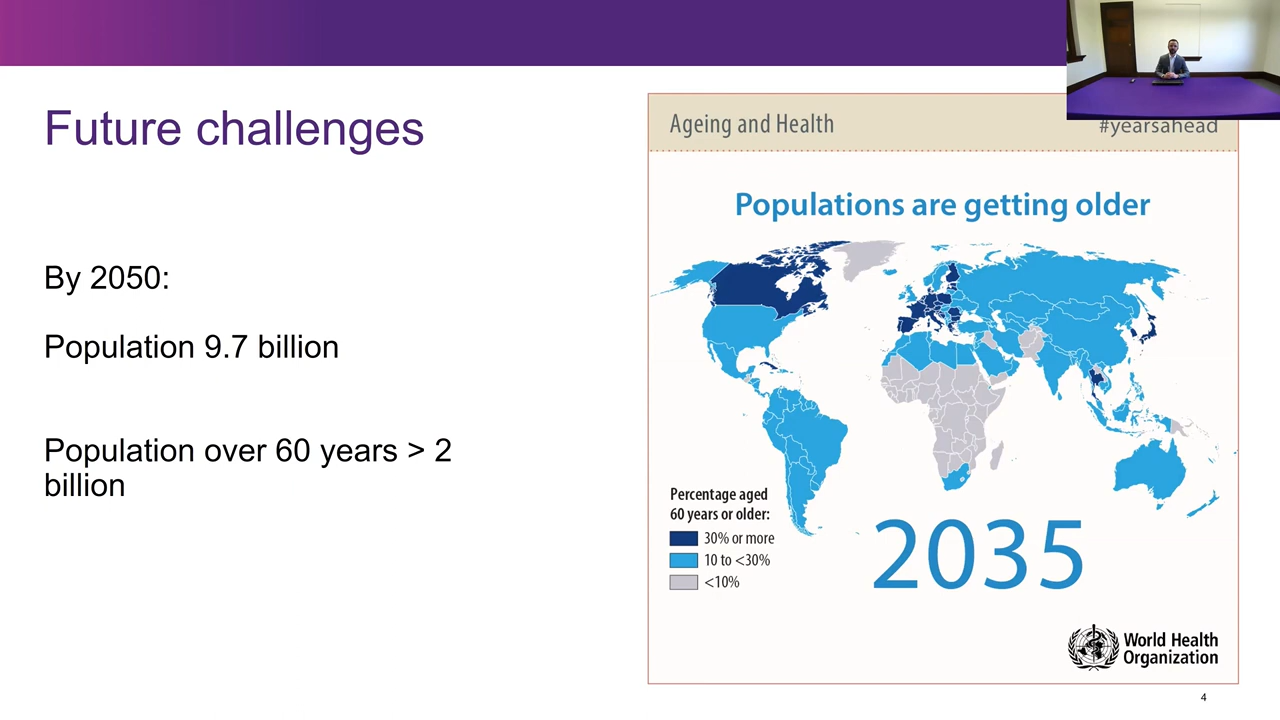 Future challenges
By 2050:
Population 9.7 billion
Population over 60 years > 2
billion
Ageing and Health
#yearsahead
Populations are getting older
Percentage aged
60 years or older:
30% or more
10 to <30%
<10%
2035
World Health
Organization
4